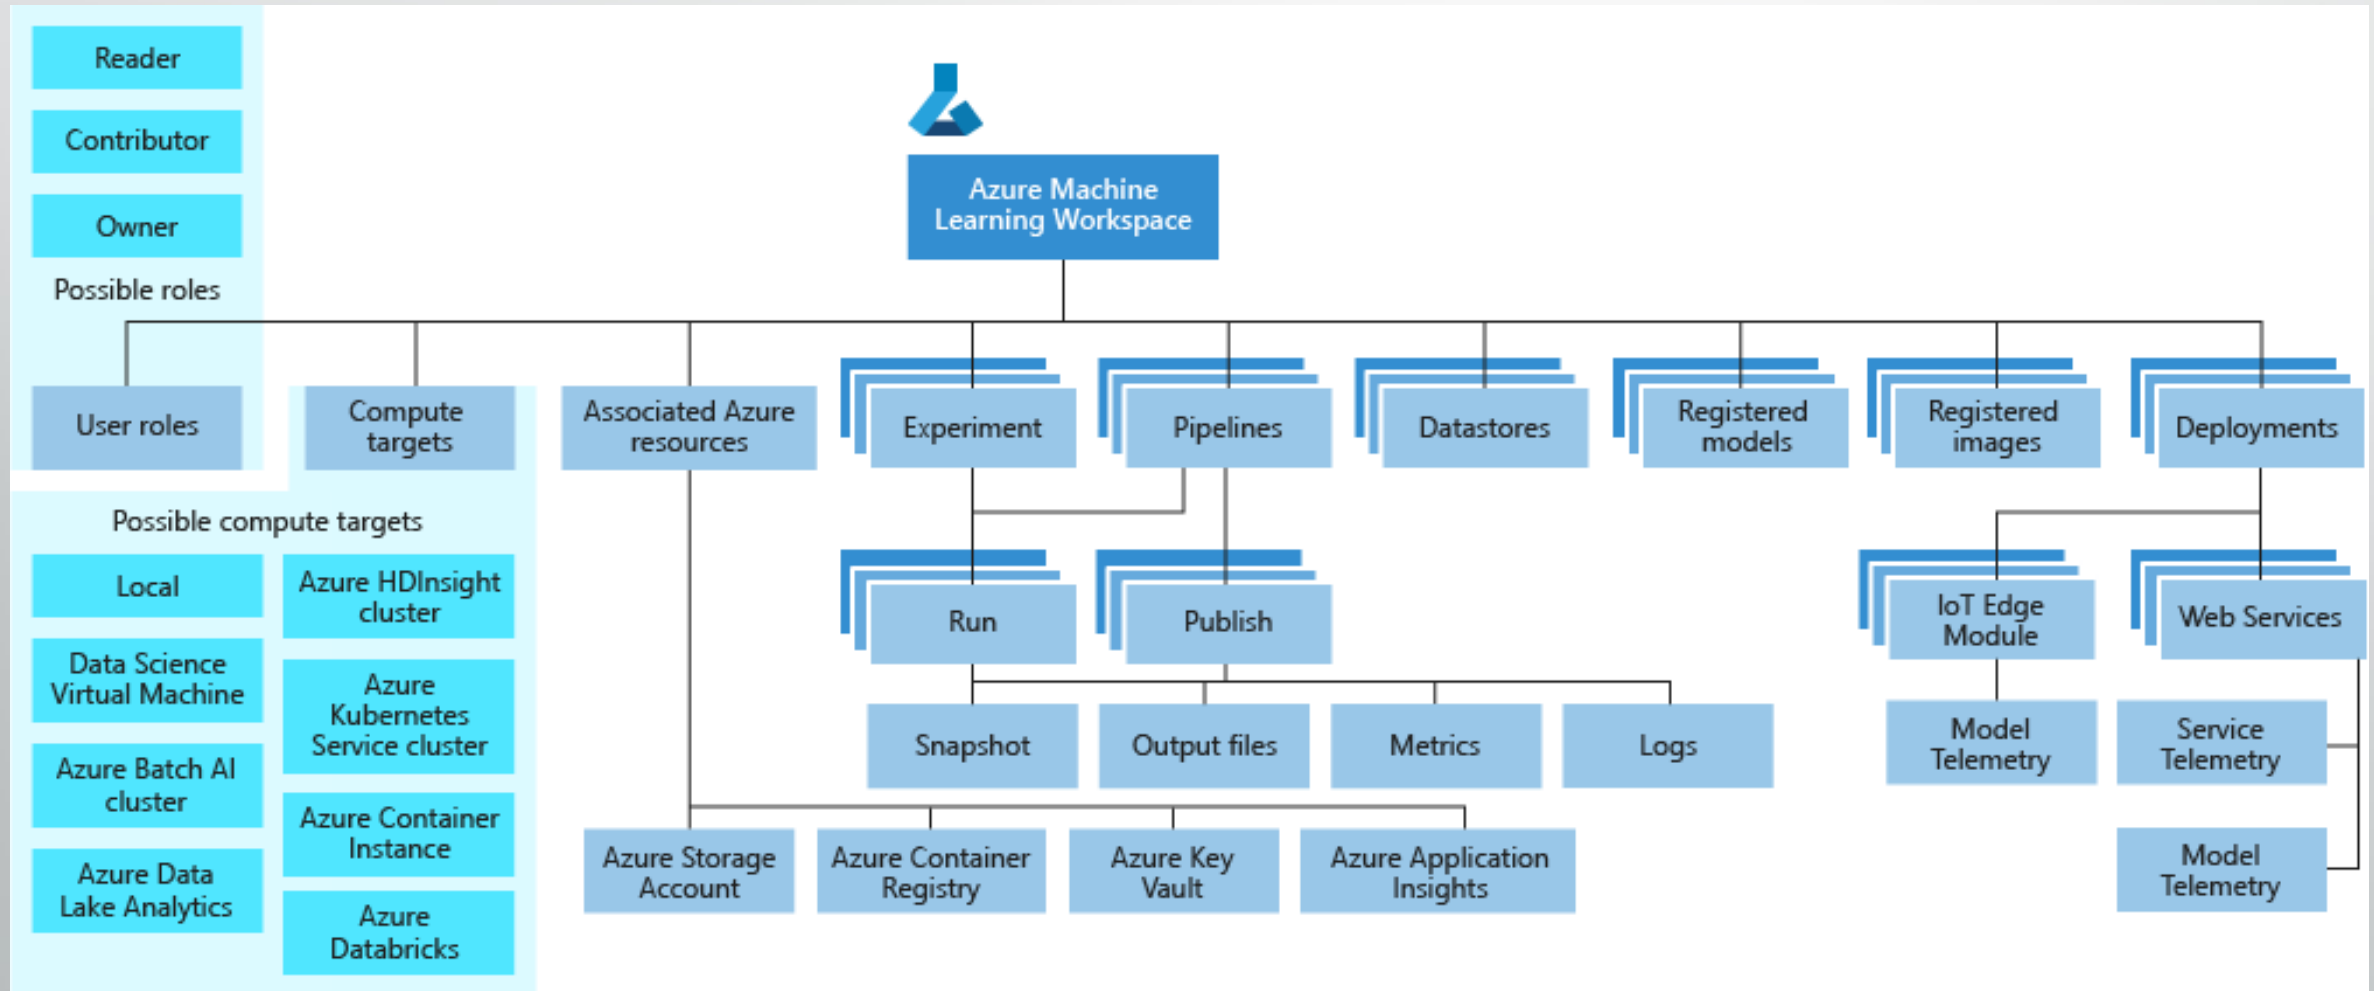 Reader
Contributor
Owner
Possible roles
Azure Machine
Learning Workspace
User roles
Compute
targets
Associated Azure
resources
Experiment
Pipelines
Datastores
Registered
models
Registered
images
Deployments
Possible compute targets
Local
Azure HDInsight
cluster
Data Science
Virtual Machine
Azure
Kubernetes
Service cluster
Azure Batch AI
cluster
Azure Container
Instance
Azure Data
Lake Analytics
Azure
Databricks
Run
Publish
IoT Edge
Module
Web Services
Snapshot
Output files
Metrics
Logs
Model
Telemetry
Service
Telemetry
Azure Storage
Account
Azure Container
Registry
Azure Key
Vault
Azure Application
Insights
Model
Telemetry